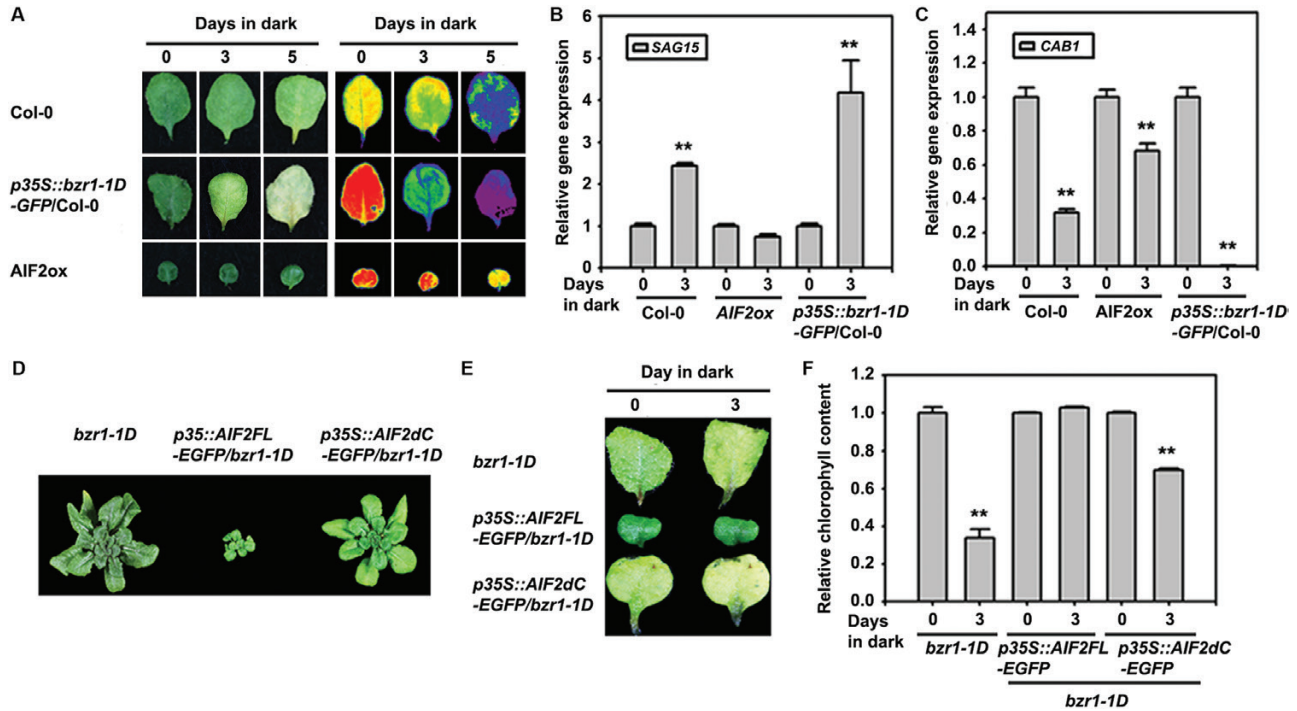 A
Days in dark
Days in dark
0 3 5 0 3 5
Col-0
p35S::bzr1-1D
-GFP/Col-0
AIF2ox
B
Relative gene expression
SAG15
6
5
4
2
1
0
**
**
0 3 0 3 0 3
Days
in dark
Col-0
AIF2ox
p35S::bzr1-1D
-GFP/Col-0
C
Relative gene expression
CAB1
1.4
1.2
1.0
0.8
0.6
0.4
0.2
0.0
**
**
**
0 3 0 3 0 3
Days
in dark
Col-0
AIF2ox
p35S::bzr1-1D
-GFP/Col-0
D
bzr1-1D
p35::AIF2FL
-EGFP/bzr1-1D
p35S::AIF2dC
-EGFP/bzr1-1D
E
Day in dark
0 3
bzr1-1D
p35S::AIF2FL
-EGFP/bzr1-1D
p35S::AIF2dC
-EGFP/bzr1-1D
F
Relative chlorophyll content
1.2
1.0
0.8
0.6
0.4
0.2
0.0
**
**
0 3 0 3 0 3
Days
in dark
bzr1-1D
p35S::AIF2FL
-EGFP
p35S::AIF2dC
-EGFP
bzr1-1D